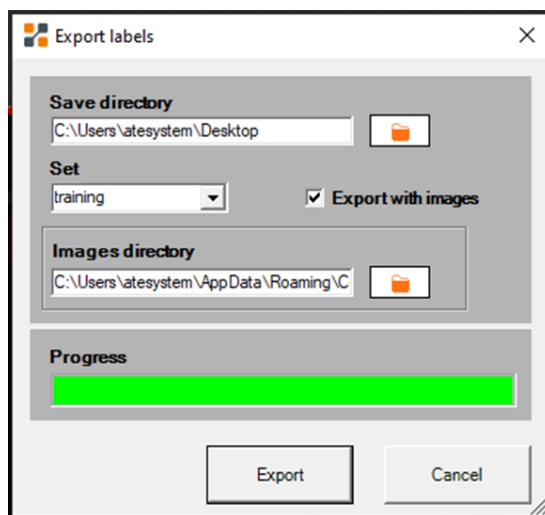 Export labels
Save directory
C:\Users\atesystem\Desktop
Set
training
Export with images
Images directory
C:\Users\atesystem\AppData\Roaming\C
Progress
Export
Cancel